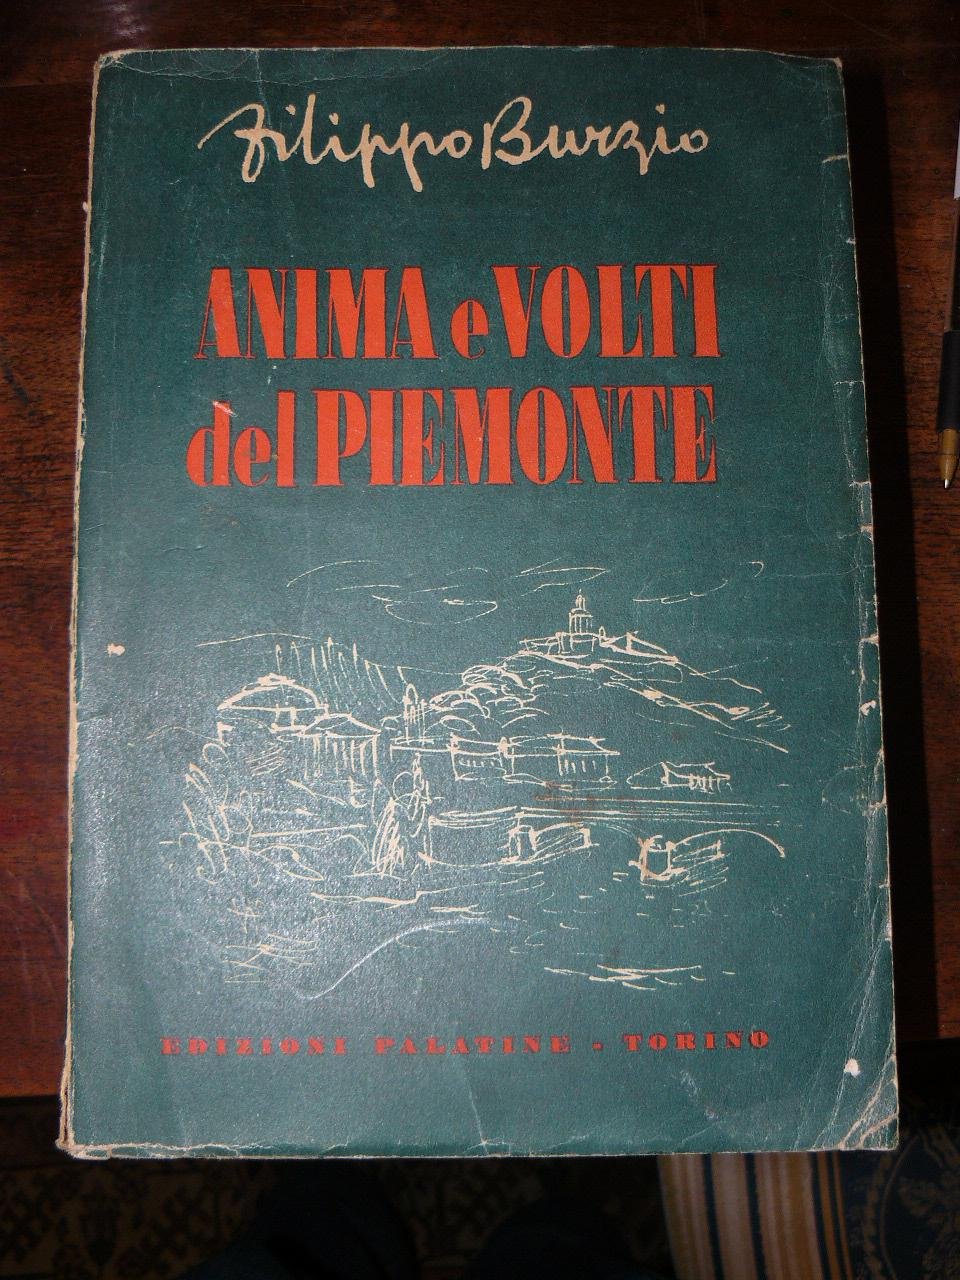 Filippo Burzio
ANIMA e VOLTI
del PIEMONTE
EDIZIONI PALATINE - TORINO